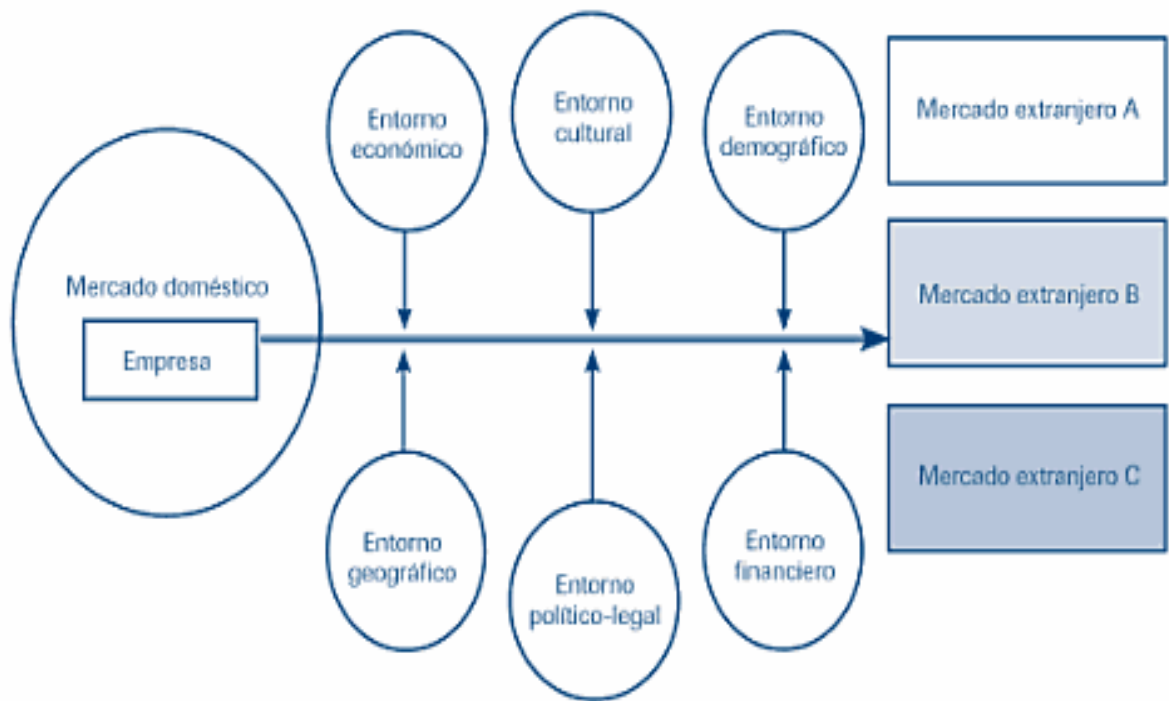 Entorno
económico
Entorno
cultural
Entorno
demográfico
Mercado extranjero A
Mercado doméstico
Empresa
Mercado extranjero B
Entorno
geográfico
Entorno
político-legal
Entorno
financiero
Mercado extranjero C